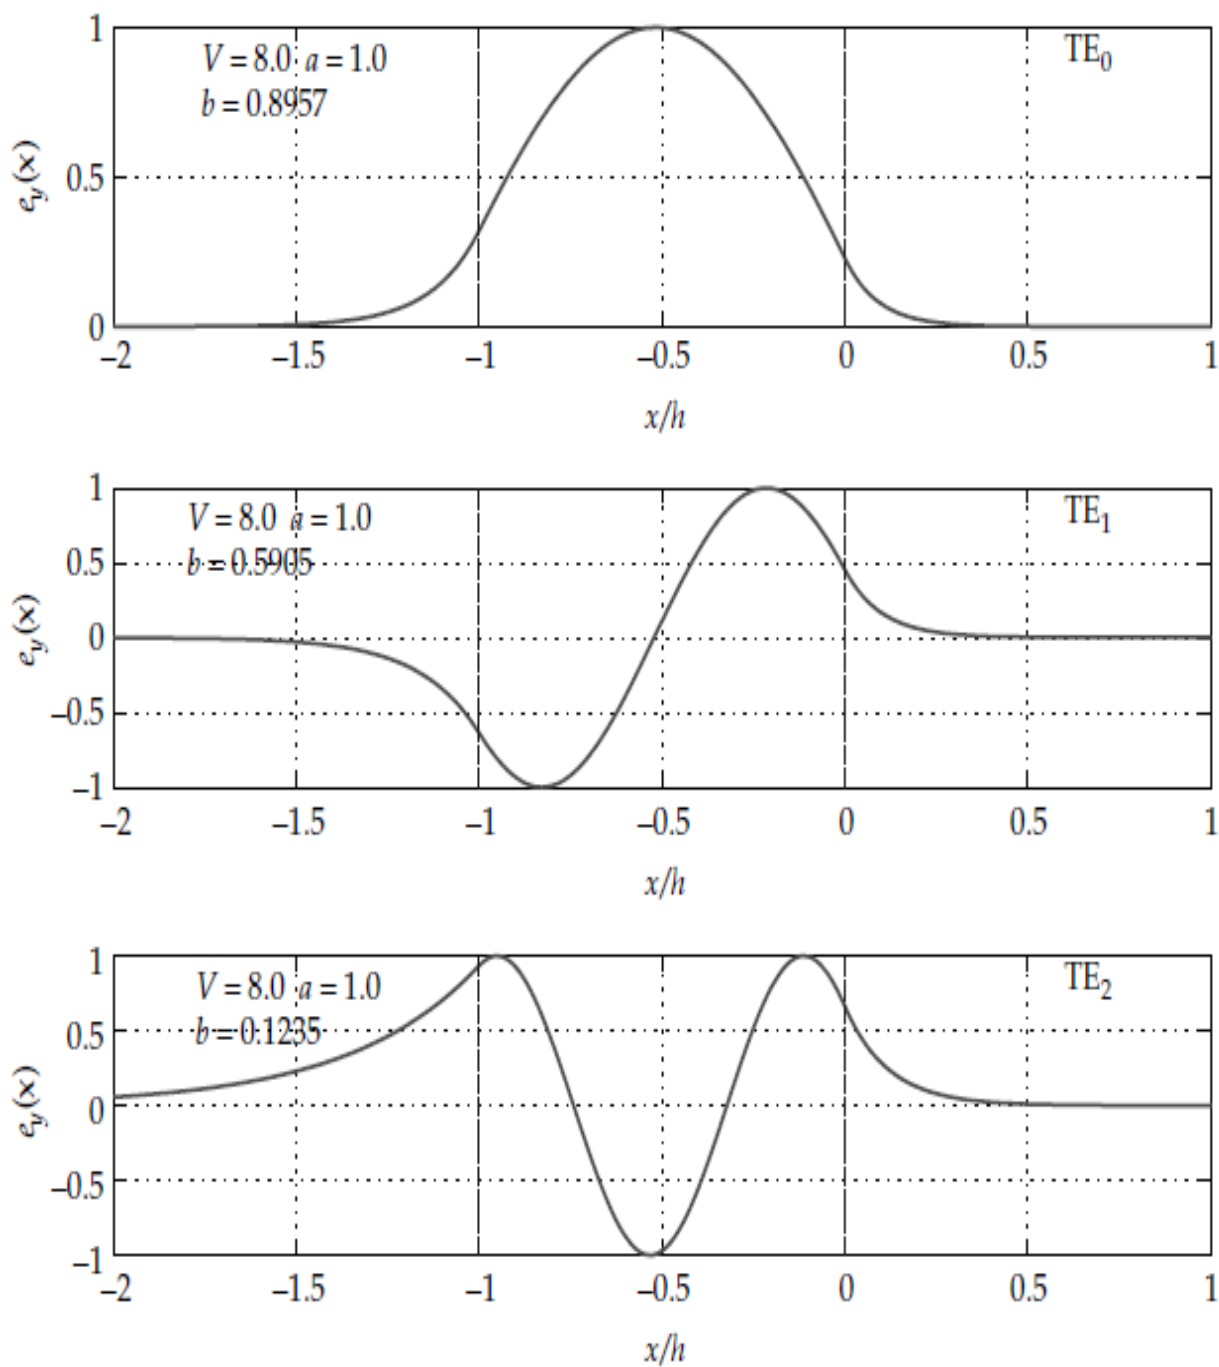 1
V = 8.0 a = 1.0
TE0
b = 0.8957
e_y(x)
0.5
0
–2
–1.5
–1
–0.5
0
0.5
1
x/h
1
V = 8.0 a = 1.0
TE1
b = 0.5905
0.5
e_y(x)
0
–0.5
–1
–2
–1.5
–1
–0.5
0
0.5
1
x/h
1
V = 8.0 a = 1.0
TE2
b = 0.1235
0.5
e_y(x)
0
–0.5
–1
–2
–1.5
–1
–0.5
0
0.5
1
x/h